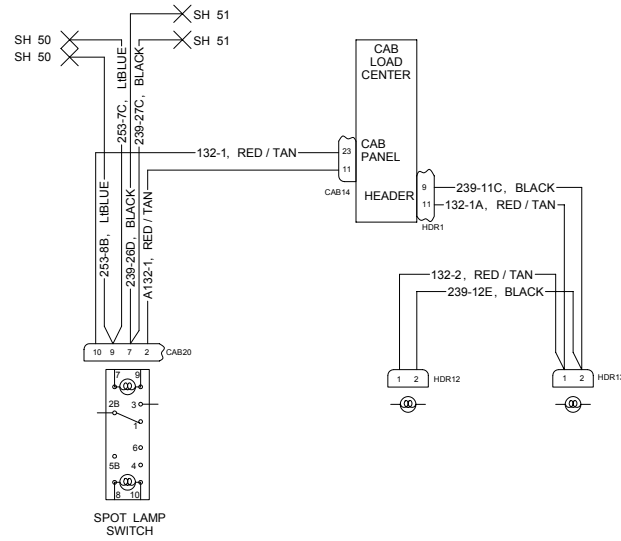 SH 51
SH 50
SH 51
SH 50
CAB
LOAD
CENTER
253-7C, LtBLUE
239-27C, BLACK
132-1, RED / TAN
23
CAB
PANEL
11
CAB14
HEADER
9
239-11C, BLACK
11
132-1A, RED / TAN
HDR1
253-8B, LtBLUE
239-26D, BLACK
A132-1, RED / TAN
132-2, RED / TAN
239-12E, BLACK
10 9 7 2
CAB20
1 2
HDR12
1 2
7 9
2B
3
1
6
5B
4
8 10
SPOT LAMP
SWITCH